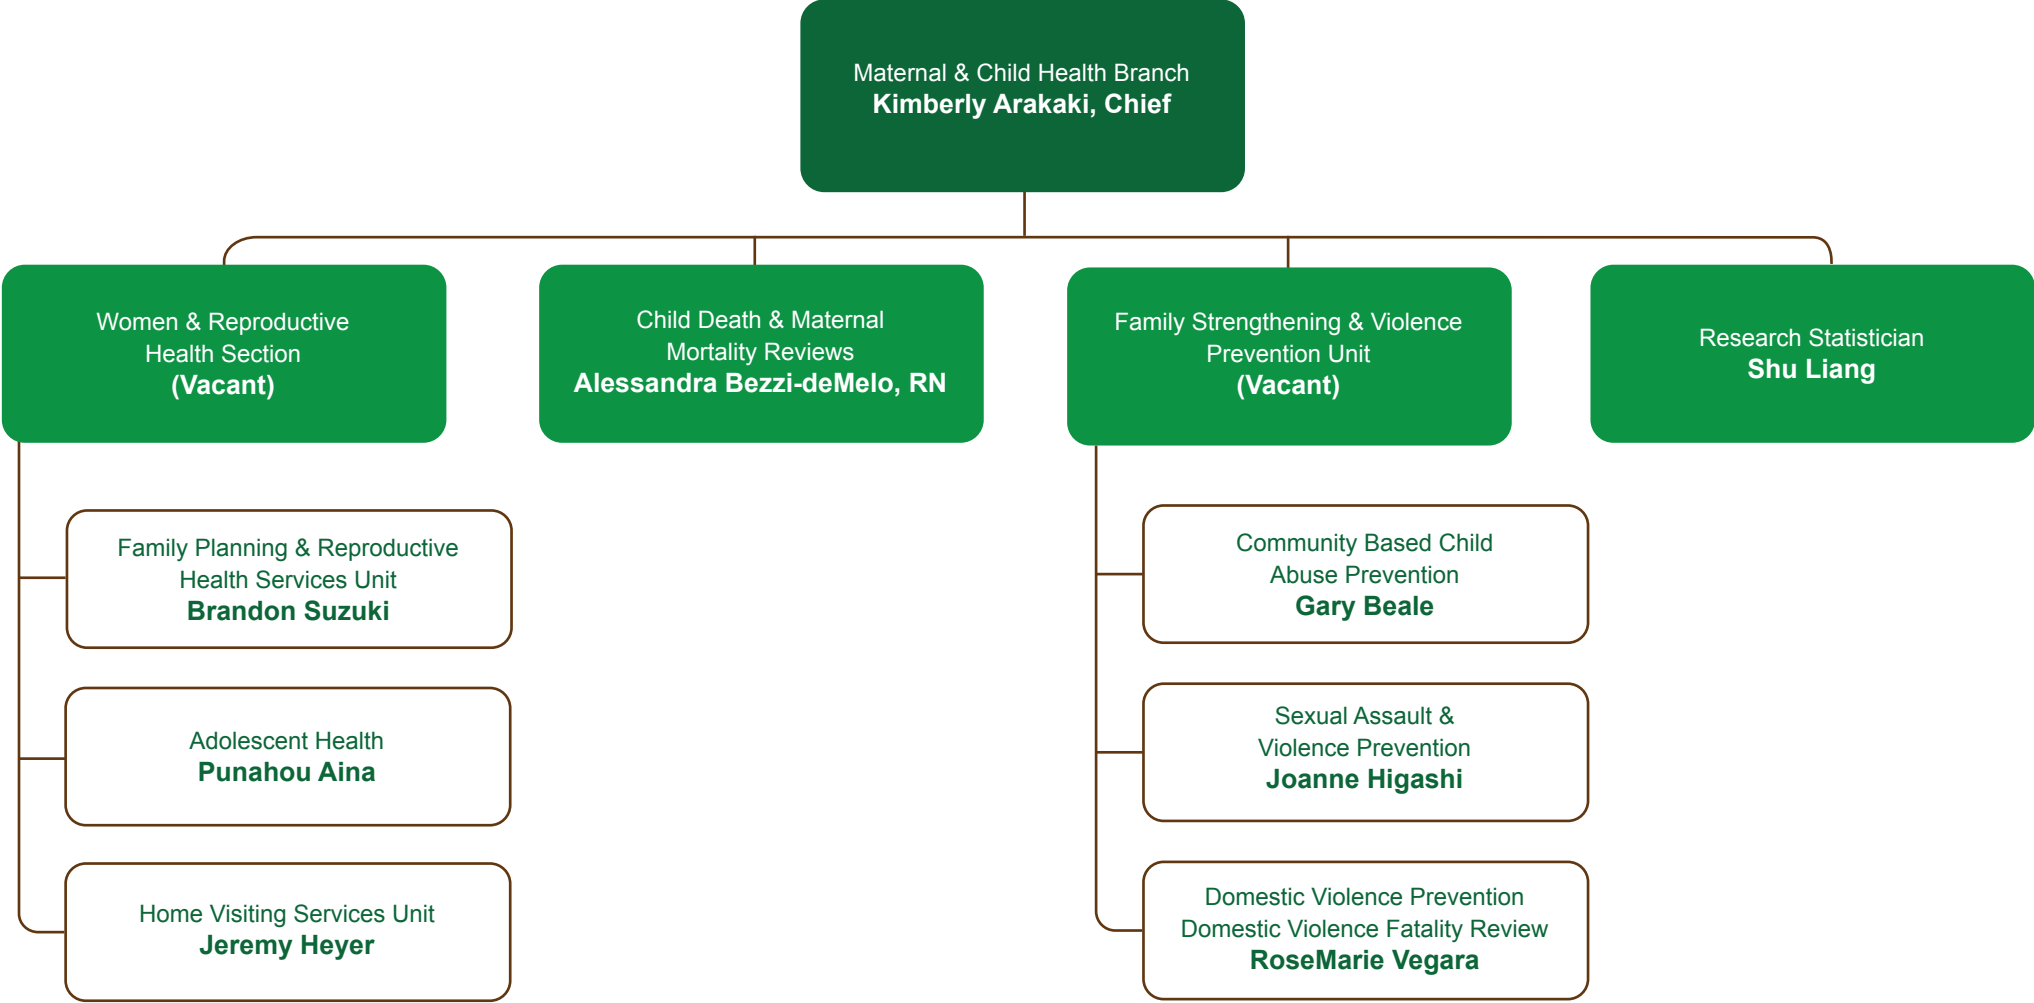 Maternal & Child Health Branch
Kimberly Arakaki, Chief
Women & Reproductive
Health Section
(Vacant)
Child Death & Maternal
Mortality Reviews
Alessandra Bezzi-deMelo, RN
Family Strengthening & Violence
Prevention Unit
(Vacant)
Research Statistician
Shu Liang
Family Planning & Reproductive
Health Services Unit
Brandon Suzuki
Adolescent Health
Punahou Aina
Home Visiting Services Unit
Jeremy Heyer
Community Based Child
Abuse Prevention
Gary Beale
Sexual Assault &
Violence Prevention
Joanne Higashi
Domestic Violence Prevention
Domestic Violence Fatality Review
RoseMarie Vegara